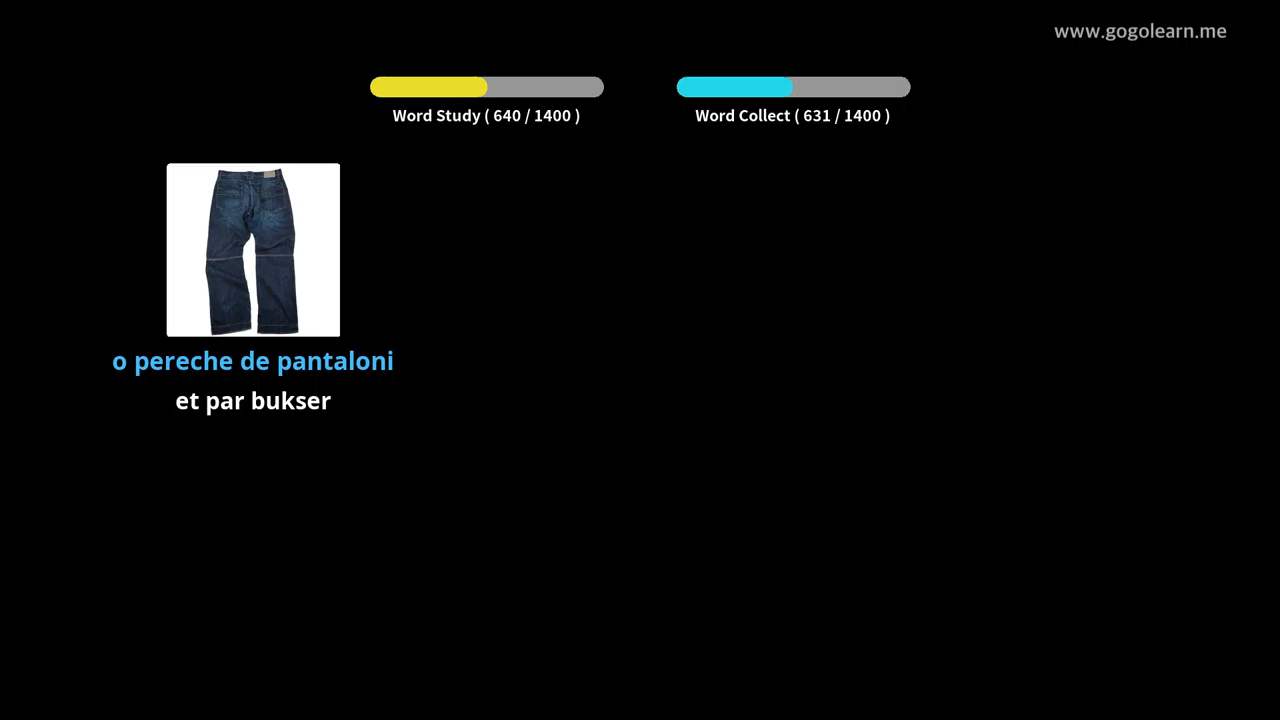 www.gogolearn.me
Word Study ( 640 / 1400 )
Word Collect ( 631 / 1400 )
o pereche de pantaloni
et par bukser